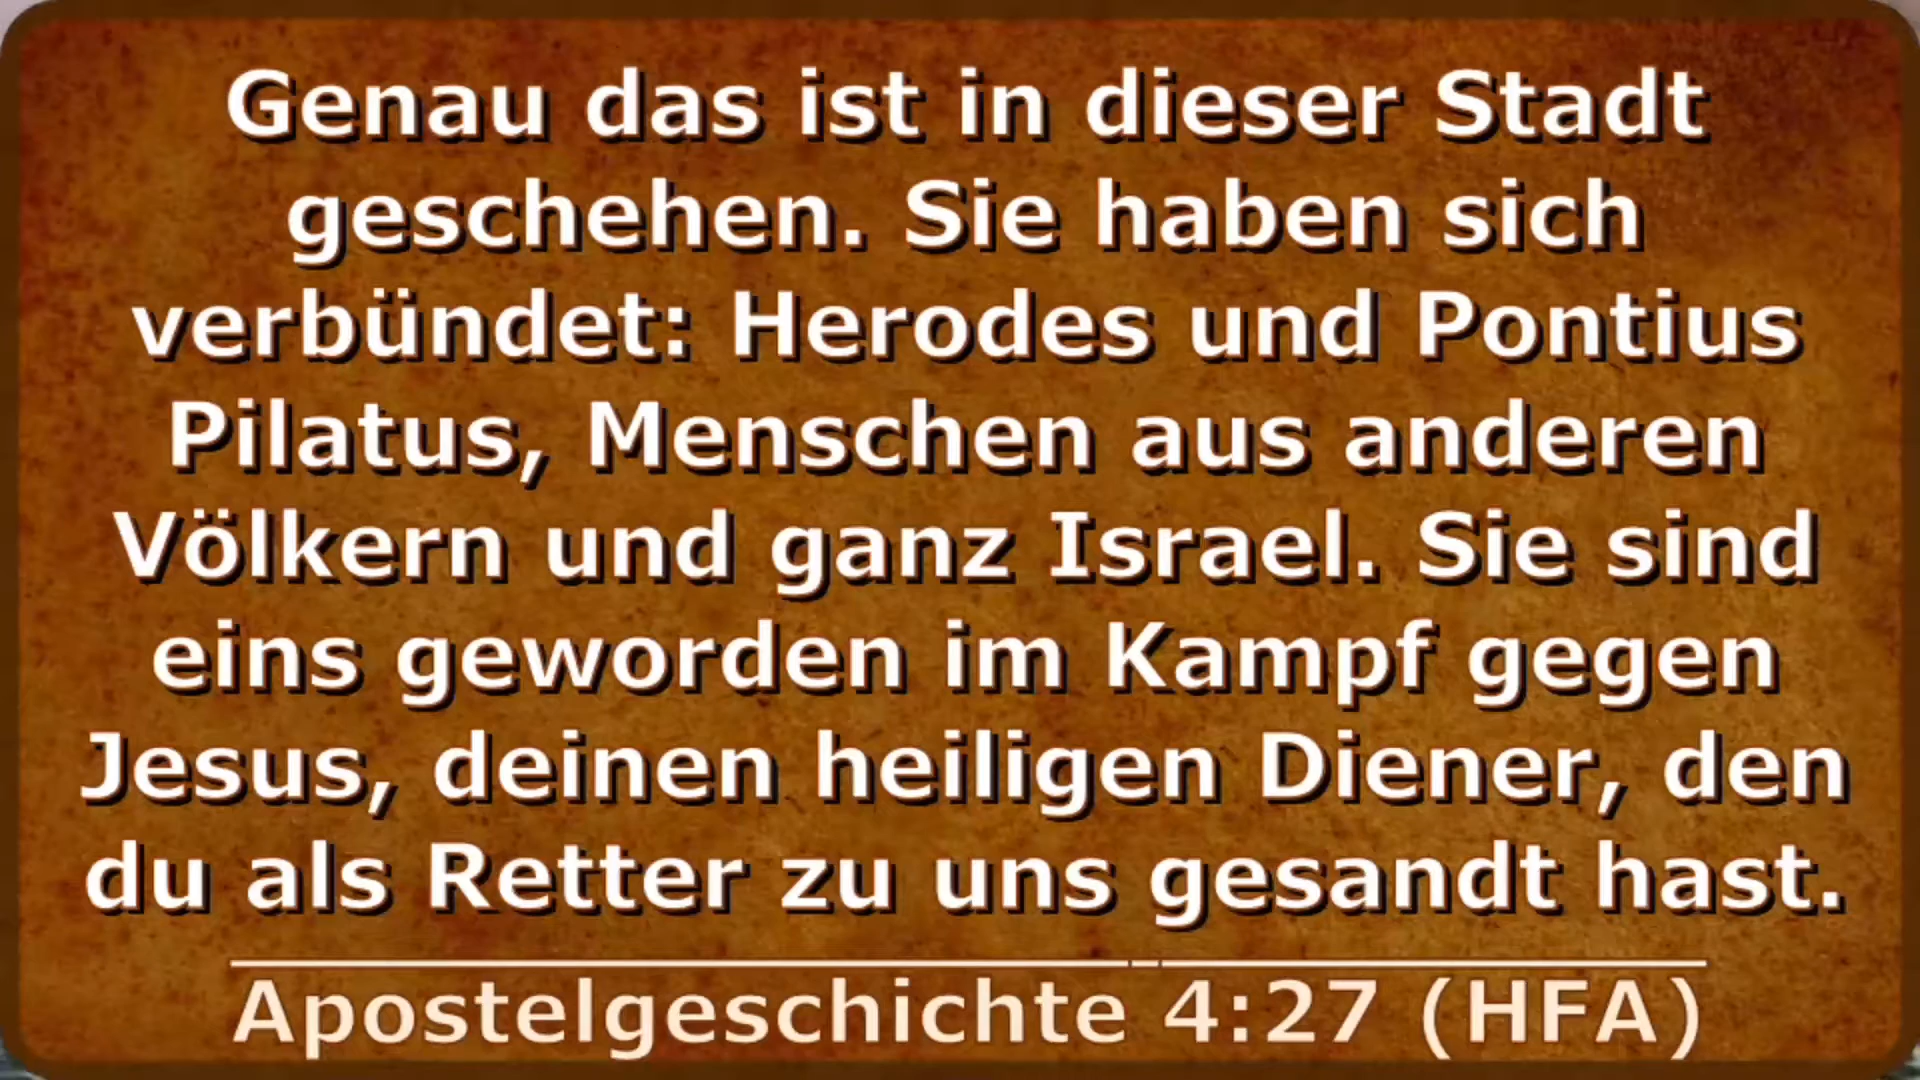 Genau das ist in dieser Stadt
geschehen. Sie haben sich
verbündet: Herodes und Pontius
Pilatus, Menschen aus anderen
Völkern und ganz Israel. Sie sind
eins geworden im Kampf gegen
Jesus, deinen heiligen Diener, den
du als Retter zu uns gesandt hast.
Apostelgeschichte 4:27 (HFA)